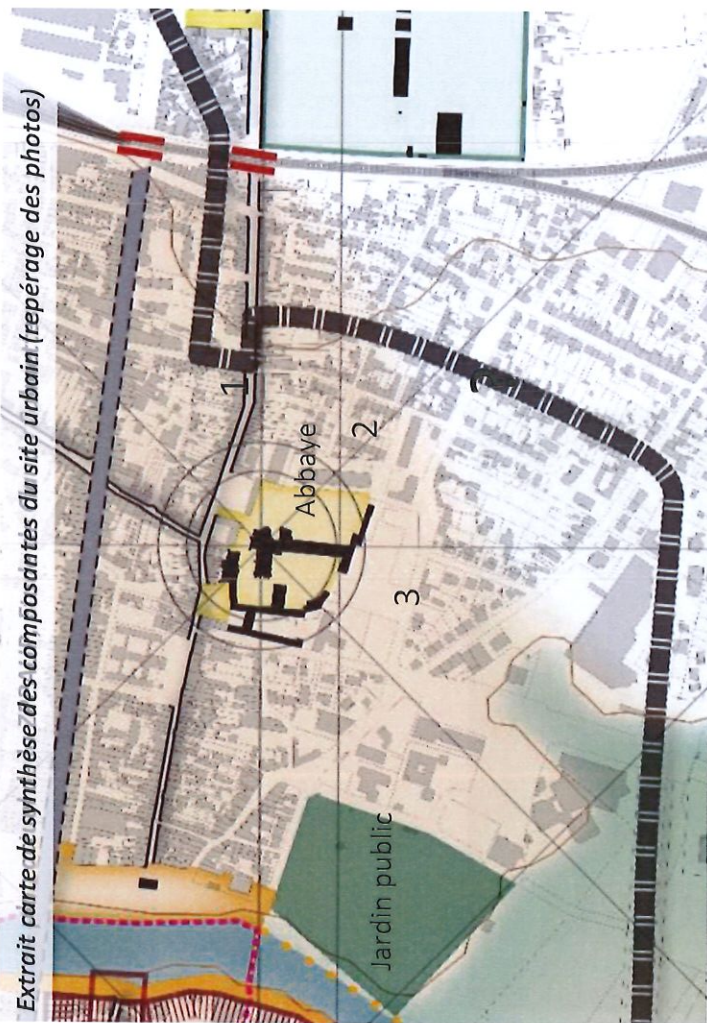 Extrait carte de synthèse des composantes du site urbain (repérage des photos)
1
2
Abbaye
3
Jardin public